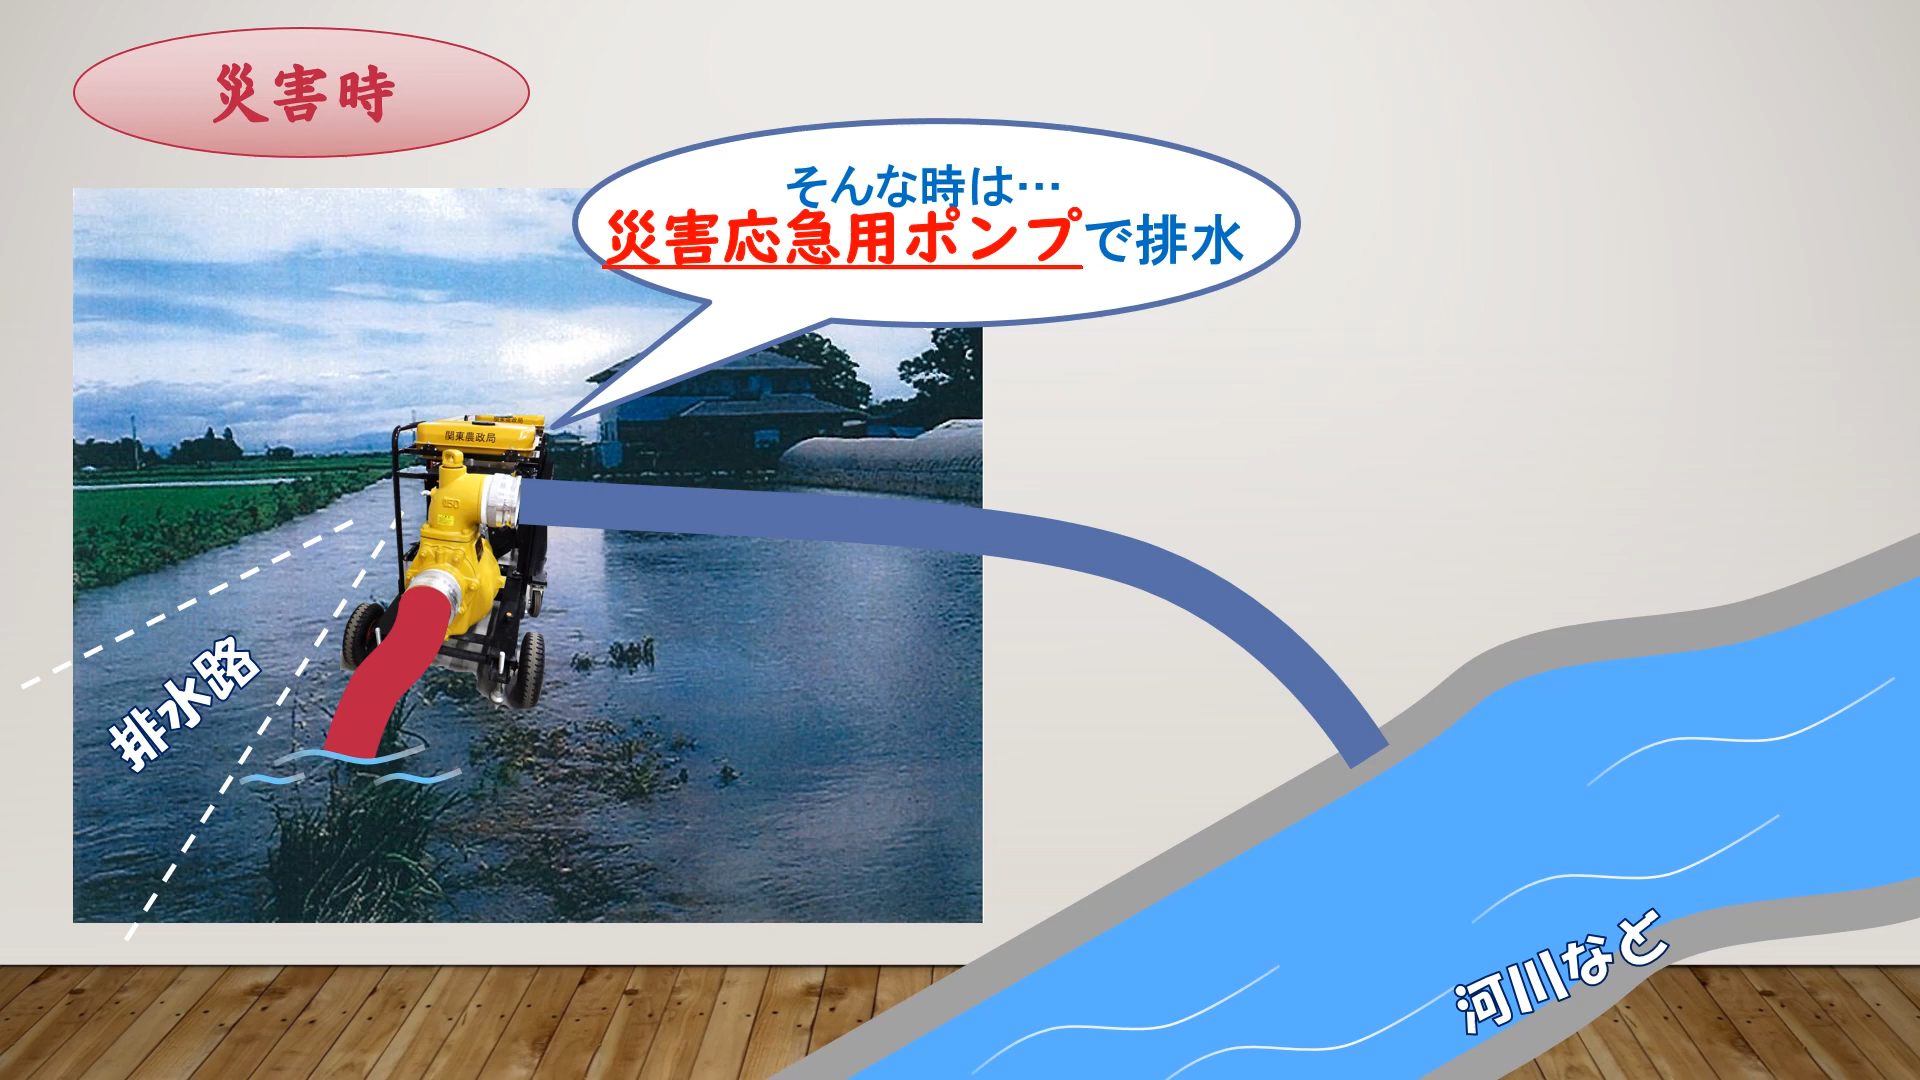 災害時
そんな時は…
災害応急用ポンプで排水
関東農政局
150
排水路
河川など